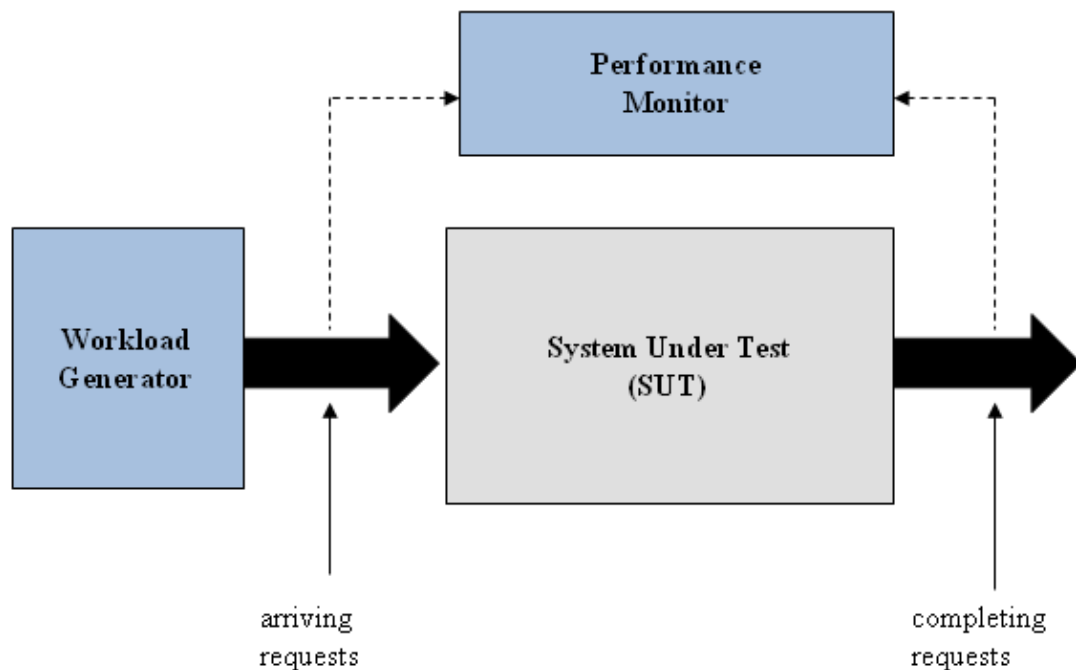 Performance
Monitor
Workload
Generator
System Under Test
(SUT)
arriving
requests
completing
requests